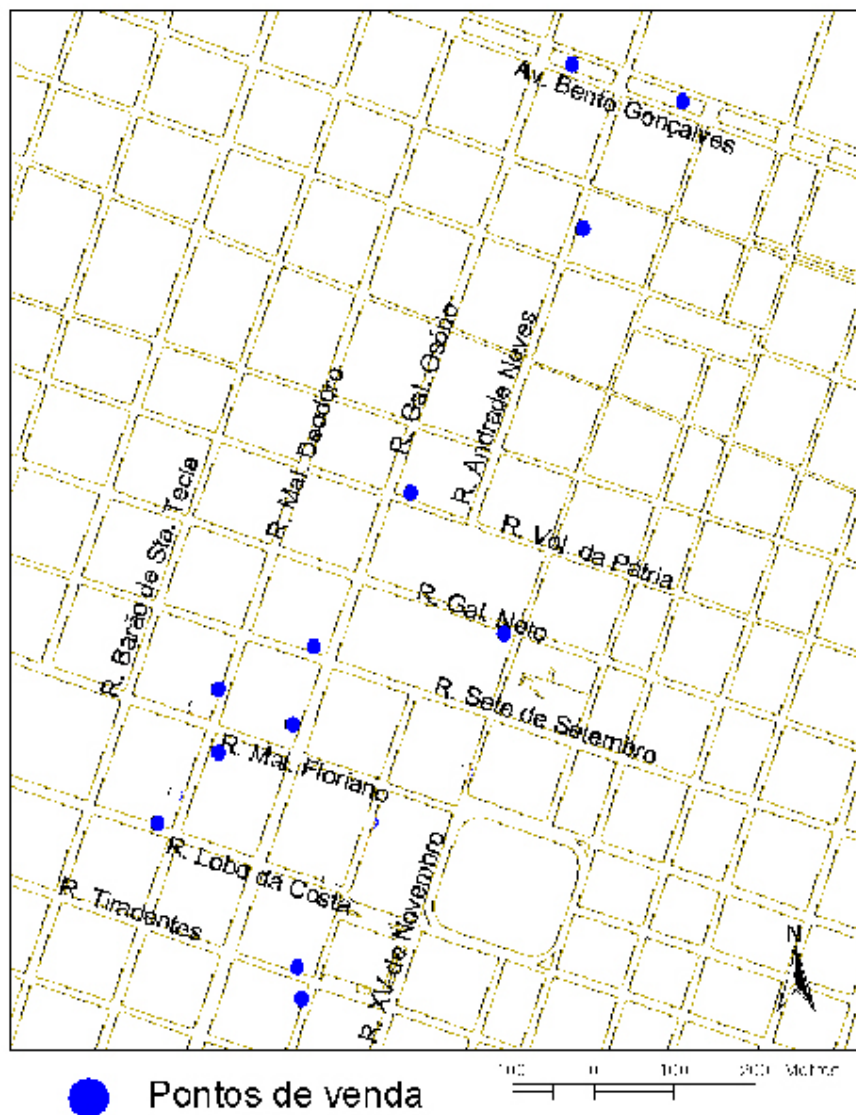 Av. Bento Gonçalves
R. Gal. Osório
R. Andrade Neves
R. Mal. Deodoro
R. Barão de Sta. Tecla
R. Vol. da Pátria
R. Gal. Neto
R. Sete de Setembro
R. Mal. Floriano
R. Lobo da Costa
R. Tiradentes
R. XV de Novembro
N
100 0 100 200 Metros
Pontos de venda